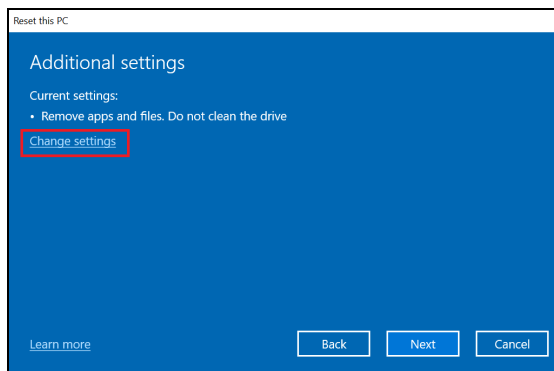 Reset this PC
Additional settings
Current settings:
• Remove apps and files. Do not clean the drive
Change settings
Learn more
Back
Next
Cancel